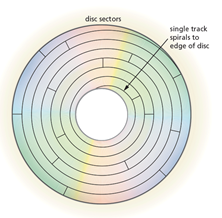 disc sectors
single track
spirals to
edge of disc